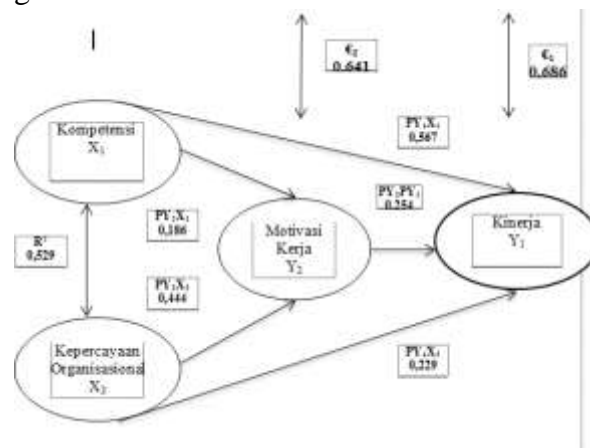 g
€₂
0.641
€₁
0.686
Kompetensi
X₁
PY₁X₁
0,567
PY₂PY₁
0.254
Kinerja
Y₁
PY₁X₁
0,186
Motivasi
Kerja
Y₂
R²
0,529
PY₁X₁
0,444
Kepercayaan
Organisasional
X₂
PY₁X₁
0,229